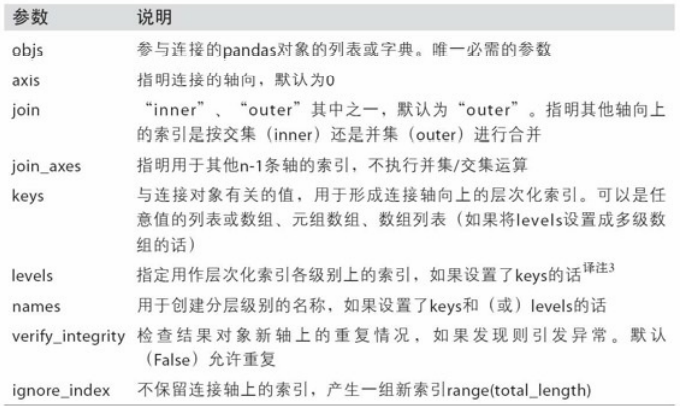 参数 说明
objs 参与连接的pandas对象的列表或字典。唯一必需的参数
axis 指明连接的轴向，默认为0
join “inner”、“outer”其中之一，默认为“outer”。指明其他轴向上
的索引是按交集（inner）还是并集（outer）进行合并
join_axes 指明用于其他n-1条轴的索引，不执行并集/交集运算
keys 与连接对象有关的值，用于形成连接轴向上的层次化索引。可以是任
意值的列表或数组、元组数组、数组列表（如果将levels设置成多级数
组的话）
levels 指定用作层次化索引各级别上的索引，如果设置了keys的话译注3
names 用于创建分层级别的名称，如果设置了keys和（或）levels的话
verify_integrity 检查结果对象新轴上的重复情况，如果发现则引发异常。默认
（False）允许重复
ignore_index 不保留连接轴上的索引，产生一组新索引range(total_length)